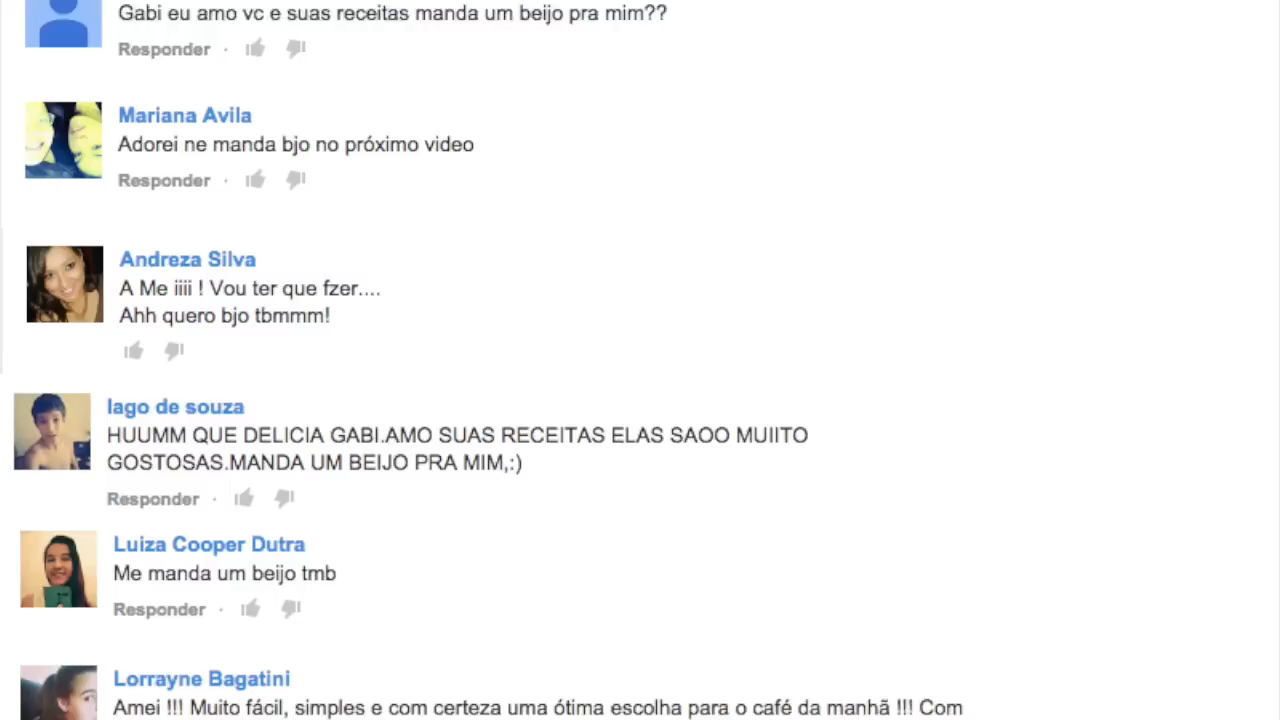 Gabi eu amo vc e suas receitas manda um beijo pra mim??
Responder ·
Mariana Avila
Adorei ne manda bjo no próximo video
Responder ·
Andreza Silva
A Me iiii ! Vou ter que fzer....
Ahh quero bjo tbmmm!
Iago de souza
HUUMM QUE DELICIA GABI.AMO SUAS RECEITAS ELAS SAOO MUIITO
GOSTOSAS.MANDA UM BEIJO PRA MIM,:)
Responder ·
Luiza Cooper Dutra
Me manda um beijo tmb
Responder ·
Lorrayne Bagatini
Amei !!! Muito fácil, simples e com certeza uma ótima escolha para o café da manhã !!! Com